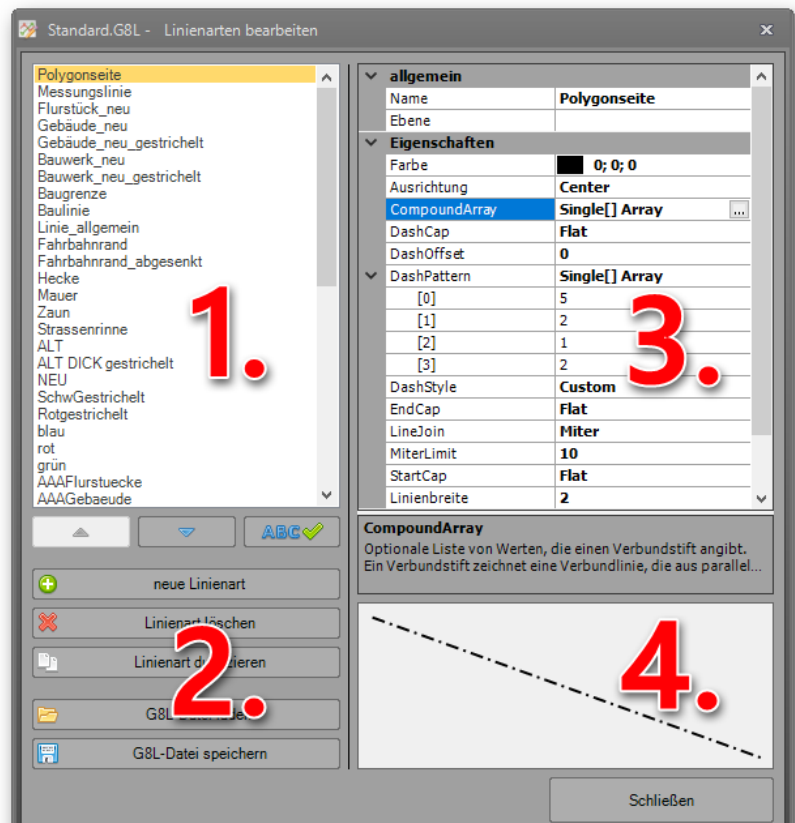 Standard.G8L - Linienarten bearbeiten
Polygonseite
Messungslinie
Flurstück_neu
Gebäude_neu
Gebäude_neu_gestrichelt
Bauwerk_neu
Bauwerk_neu_gestrichelt
Baugrenze
Baulinie
Linie_allgemein
Fahrbahnrand
Fahrbahnrand_abgesenkt
Hecke
Mauer
Zaun
Strassenrinne
ALT
ALT DICK gestrichelt
NEU
SchwGestrichelt
Rotgestrichelt
blau
rot
grün
AAAFlurstuecke
AAAGebaeude
1.
ABC
neue Linienart
Linienart löschen
Linienart
2.
G8L-Datei
G8L-Datei speichern
allgemein
Name Polygonseite
Ebene
Eigenschaften
Farbe 0; 0; 0
Ausrichtung Center
CompoundArray Single[] Array ...
DashCap Flat
DashOffset 0
DashPattern Single[] Array
[0] 5
[1] 2
[2] 1
[3] 2
3.
DashStyle Custom
EndCap Flat
LineJoin Miter
MiterLimit 10
StartCap Flat
Linienbreite 2
CompoundArray
Optionale Liste von Werten, die einen Verbundstift angibt.
Ein Verbundstift zeichnet eine Verbundlinie, die aus parallel...
4.
Schließen